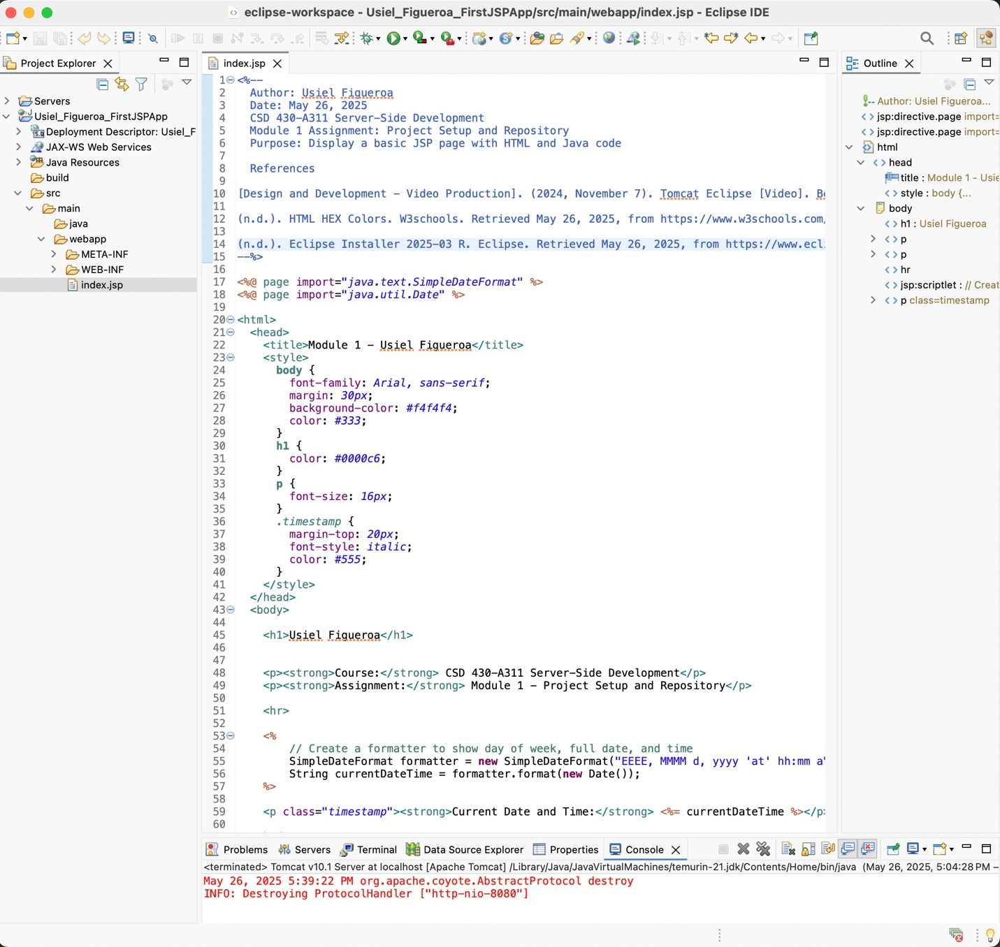 eclipse-workspace - Usiel_Figueroa_FirstJSPApp/src/main/webapp/index.jsp - Eclipse IDE
Project Explorer
Servers
Usiel_Figueroa_FirstJSPApp
Deployment Descriptor: Usiel_F
JAX-WS Web Services
Java Resources
build
src
main
java
webapp
META-INF
WEB-INF
index.jsp
index.jsp
1 <%--
2 Author: Usiel Figueroa
3 Date: May 26, 2025
4 CSD 430-A311 Server-Side Development
5 Module 1 Assignment: Project Setup and Repository
6 Purpose: Display a basic JSP page with HTML and Java code
7
8 References
9
10 [Design and Development - Video Production]. (2024, November 7). Tomcat Eclipse [Video]. Be
11
12 (n.d.). HTML HEX Colors. W3schools. Retrieved May 26, 2025, from https://www.w3schools.com/
13
14 (n.d.). Eclipse Installer 2025-03 R. Eclipse. Retrieved May 26, 2025, from https://www.ecl
15 --%>
16
17 <%@ page import="java.text.SimpleDateFormat" %>
18 <%@ page import="java.util.Date" %>
19
20 <html>
21 <head>
22 <title>Module 1 - Usiel Figueroa</title>
23 <style>
24 body {
25 font-family: Arial, sans-serif;
26 margin: 30px;
27 background-color: #f4f4f4;
28 color: #333;
29 }
30 h1 {
31 color: #0000c6;
32 }
33 p {
34 font-size: 16px;
35 }
36 .timestamp {
37 margin-top: 20px;
38 font-style: italic;
39 color: #555;
40 }
41 </style>
42 </head>
43 <body>
44
45 <h1>Usiel Figueroa</h1>
46
47
48 <p><strong>Course:</strong> CSD 430-A311 Server-Side Development</p>
49 <p><strong>Assignment:</strong> Module 1 - Project Setup and Repository</p>
50
51 <hr>
52
53 <%
54 // Create a formatter to show day of week, full date, and time
55 SimpleDateFormat formatter = new SimpleDateFormat("EEEE, MMMM d, yyyy 'at' hh:mm a"
56 String currentDateTime = formatter.format(new Date());
57 %>
58
59 <p class="timestamp"><strong>Current Date and Time:</strong> <%= currentDateTime %></p>
60
Outline
Author: Usiel Figueroa...
jsp:directive.page import=
jsp:directive.page import=
html
head
title : Module 1 - Usie
style : body {...
body
h1 : Usiel Figueroa
p
p
hr
jsp:scriptlet : // Creat
p class=timestamp
Problems Servers Terminal Data Source Explorer Properties Console
<terminated> Tomcat v10.1 Server at localhost [Apache Tomcat] /Library/Java/JavaVirtualMachines/temurin-21.jdk/Contents/Home/bin/java (May 26, 2025, 5:04:28 PM –
May 26, 2025 5:39:22 PM org.apache.coyote.AbstractProtocol destroy
INFO: Destroying ProtocolHandler ["http-nio-8080"]